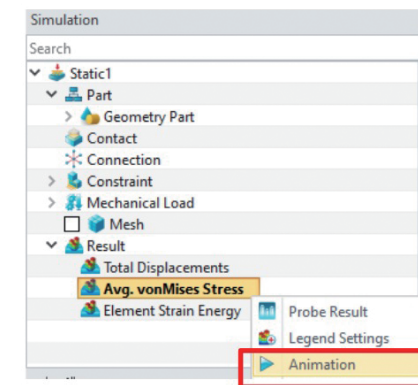 Simulation
Search
Static1
Part
Geometry Part
Contact
Connection
Constraint
Mechanical Load
Mesh
Result
Total Displacements
Avg. vonMises Stress
Element Strain Energy
Probe Result
Legend Settings
Animation